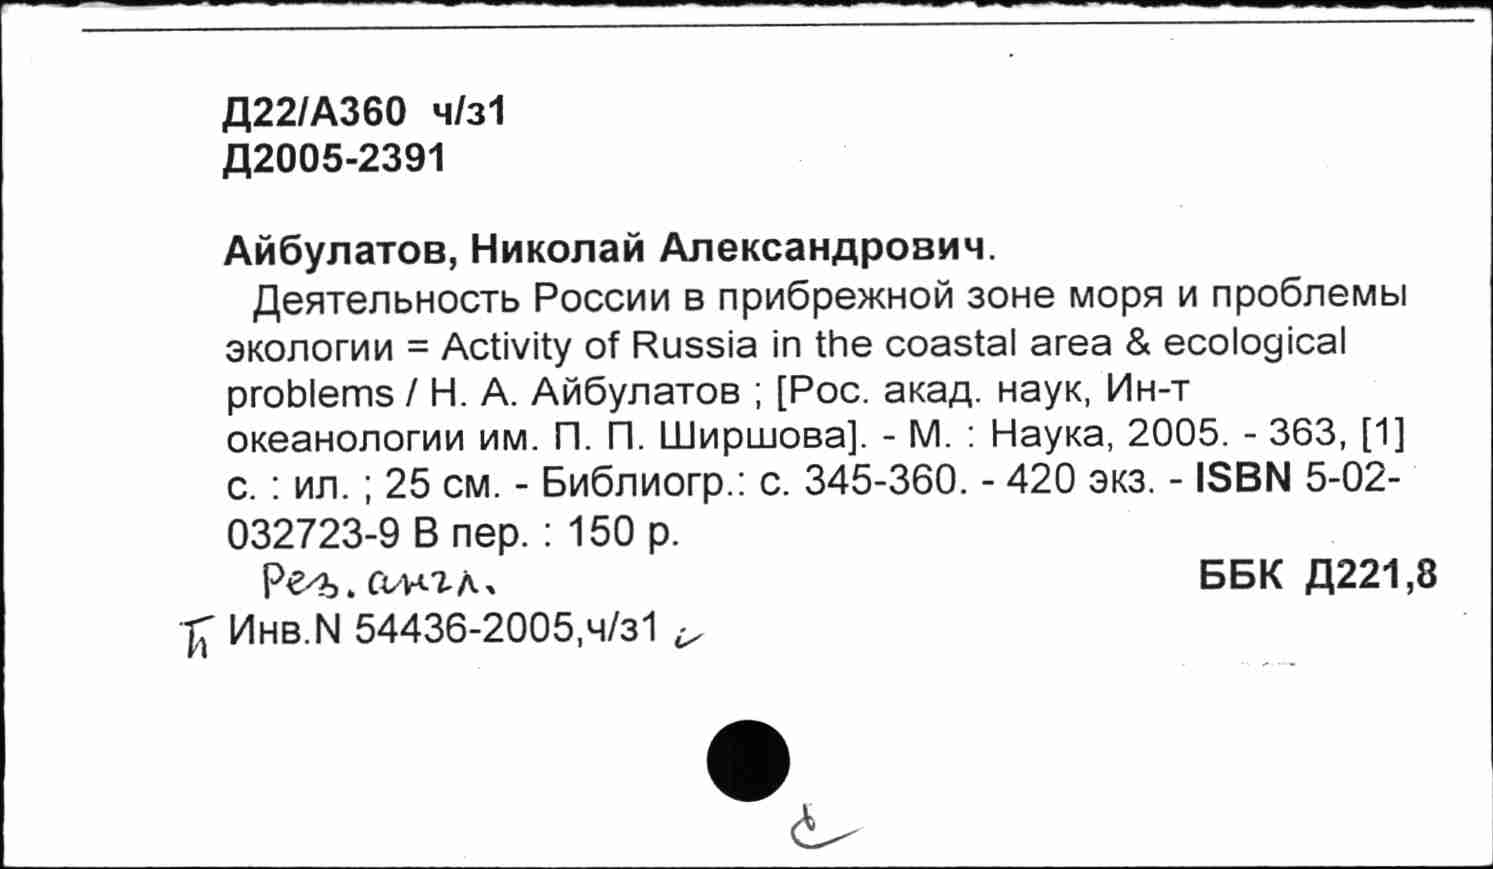 Д22/А360 ч/з1
Д2005-2391
Айбулатов, Николай Александрович.
Деятельность России в прибрежной зоне моря и проблемы
экологии = Activity of Russia in the coastal area & ecological
problems / Н. А. Айбулатов ; [Рос. акад. наук, Ин-т
океанологии им. П. П. Ширшова]. - М. : Наука, 2005. - 363, [1]
с. : ил. ; 25 см. - Библиогр.: с. 345-360. - 420 экз. - ISBN 5-02-
032723-9 В пер. : 150 р.
Рез. англ.
ББК Д221,8
Инв.N 54436-2005,ч/з1